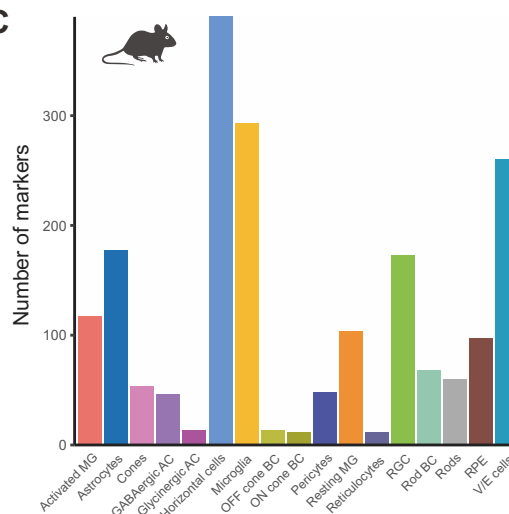 C
Number of markers
300
200
100
0
Activated MG
Astrocytes
Cones
GABAergic AC
Glycinergic AC
Horizontal cells
Microglia
OFF cone BC
ON cone BC
Pericytes
Resting MG
Reticulocytes
RGC
Rod BC
Rods
RPE
V/E cells